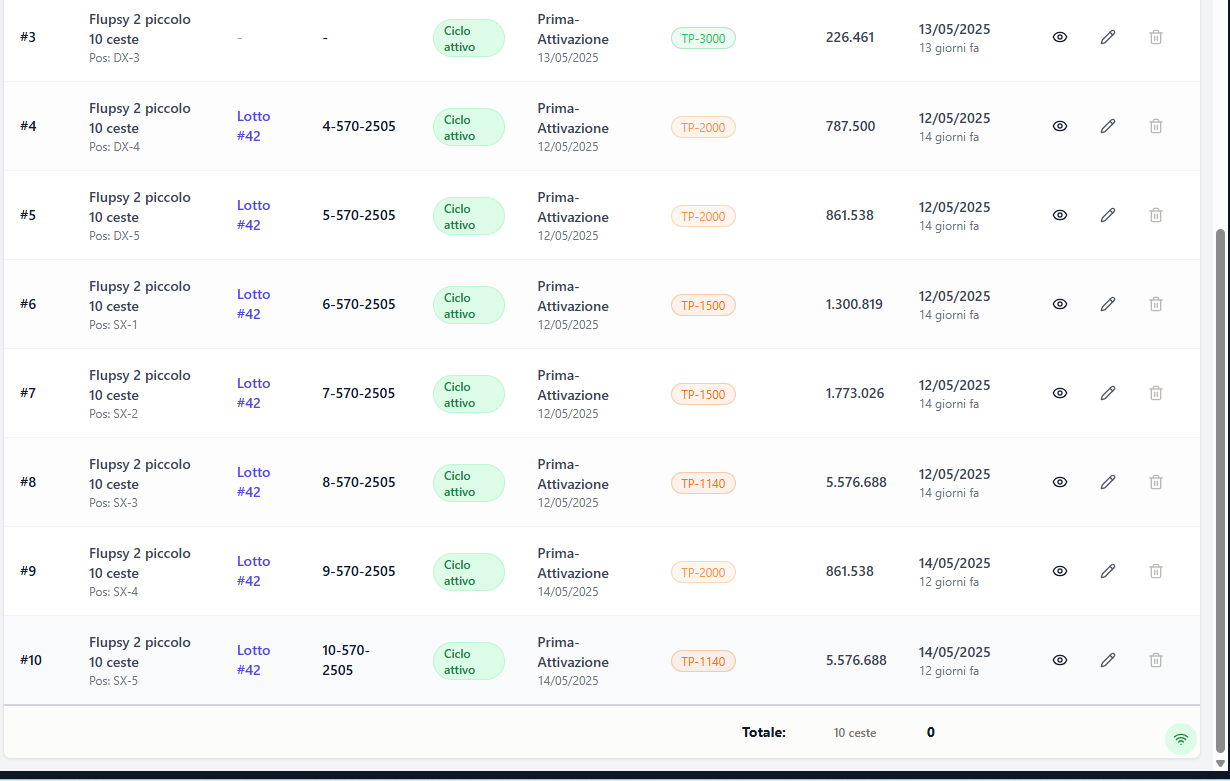 #3
Flupsy 2 piccolo
10 ceste
Pos: DX-3
-
-
Ciclo
attivo
Prima-
Attivazione
13/05/2025
TP-3000
226.461
13/05/2025
13 giorni fa
#4
Flupsy 2 piccolo
10 ceste
Pos: DX-4
Lotto
#42
4-570-2505
Ciclo
attivo
Prima-
Attivazione
12/05/2025
TP-2000
787.500
12/05/2025
14 giorni fa
#5
Flupsy 2 piccolo
10 ceste
Pos: DX-5
Lotto
#42
5-570-2505
Ciclo
attivo
Prima-
Attivazione
12/05/2025
TP-2000
861.538
12/05/2025
14 giorni fa
#6
Flupsy 2 piccolo
10 ceste
Pos: SX-1
Lotto
#42
6-570-2505
Ciclo
attivo
Prima-
Attivazione
12/05/2025
TP-1500
1.300.819
12/05/2025
14 giorni fa
#7
Flupsy 2 piccolo
10 ceste
Pos: SX-2
Lotto
#42
7-570-2505
Ciclo
attivo
Prima-
Attivazione
12/05/2025
TP-1500
1.773.026
12/05/2025
14 giorni fa
#8
Flupsy 2 piccolo
10 ceste
Pos: SX-3
Lotto
#42
8-570-2505
Ciclo
attivo
Prima-
Attivazione
12/05/2025
TP-1140
5.576.688
12/05/2025
14 giorni fa
#9
Flupsy 2 piccolo
10 ceste
Pos: SX-4
Lotto
#42
9-570-2505
Ciclo
attivo
Prima-
Attivazione
14/05/2025
TP-2000
861.538
14/05/2025
12 giorni fa
#10
Flupsy 2 piccolo
10 ceste
Pos: SX-5
Lotto
#42
10-570-
2505
Ciclo
attivo
Prima-
Attivazione
14/05/2025
TP-1140
5.576.688
14/05/2025
12 giorni fa
Totale:
10 ceste
0